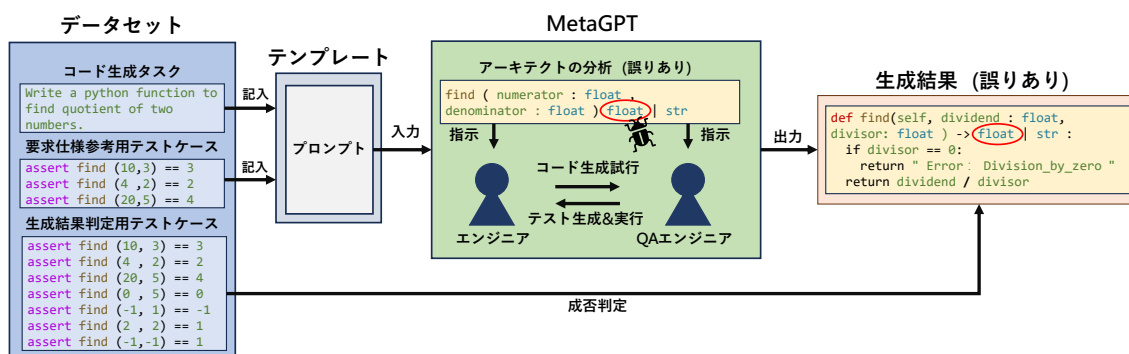 データセット
コード生成タスク
Write a python function to
find quotient of two
numbers.
要求仕様参考用テストケース
assert find (10,3) == 3
assert find (4 ,2) == 2
assert find (20,5) == 4
生成結果判定用テストケース
assert find (10, 3) == 3
assert find (4 , 2) == 2
assert find (20, 5) == 4
assert find (0 , 5) == 0
assert find (-1, 1) == -1
assert find (2 , 2) == 1
assert find (-1,-1) == 1
記入
記入
テンプレート
プロンプト
入力
MetaGPT
アーキテクトの分析（誤りあり）
find ( numerator : float ,
denominator : float ) float | str
指示
指示
コード生成試行
テスト生成&実行
エンジニア
QAエンジニア
出力
生成結果（誤りあり）
def find(self, dividend : float,
divisor: float ) -> float | str :
if divisor == 0:
return " Error： Division_by_zero "
return dividend / divisor
成否判定